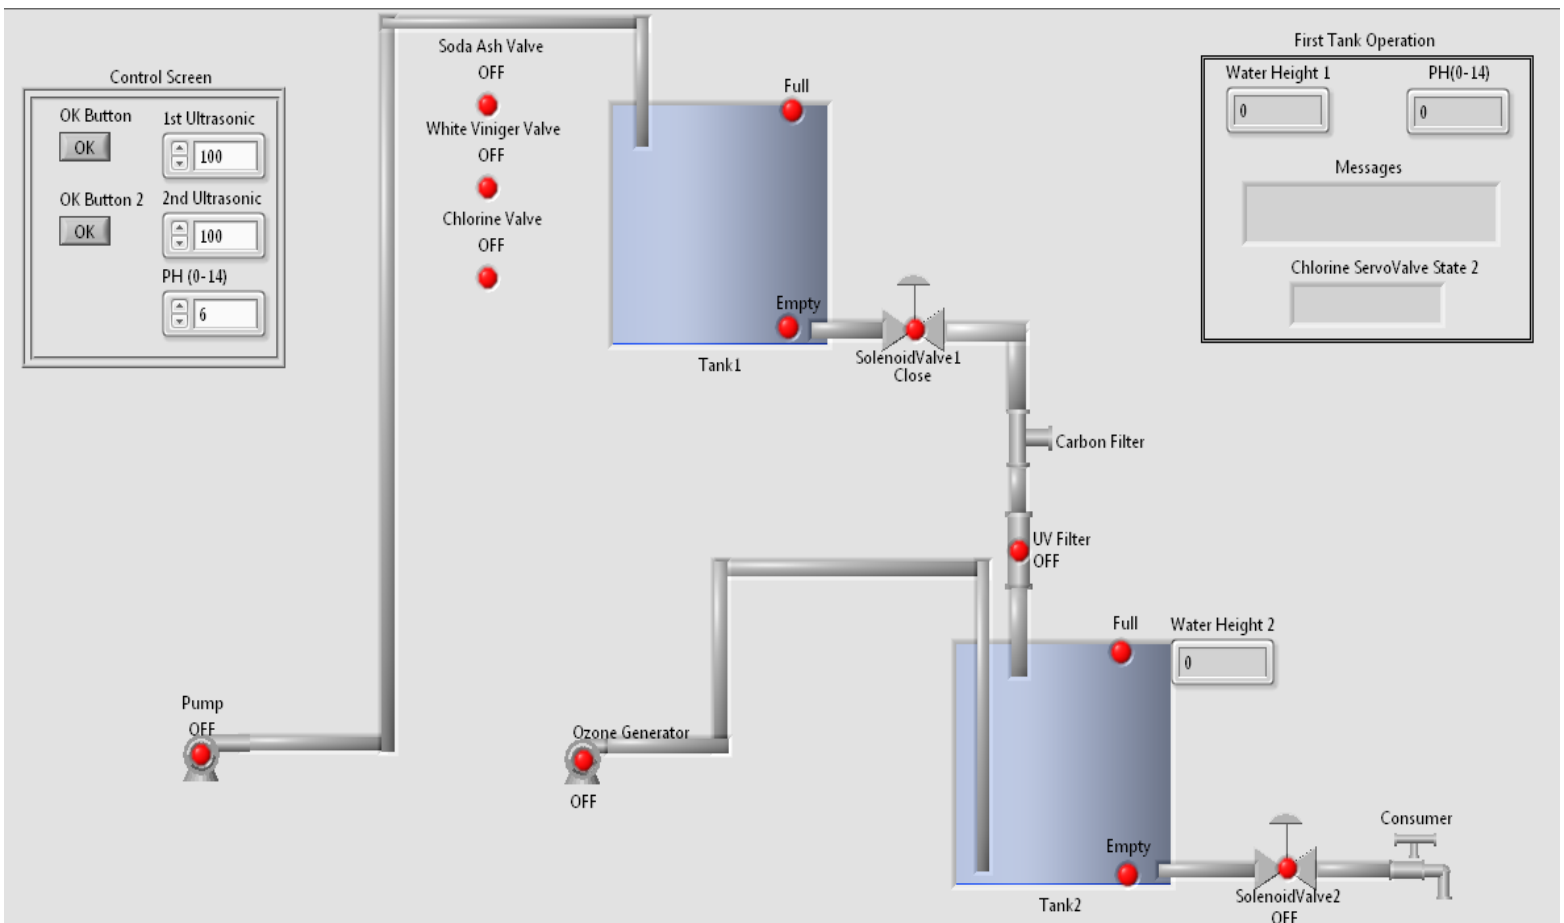 Control Screen
OK Button
OK
1st Ultrasonic
100
OK Button 2
OK
2nd Ultrasonic
100
PH (0-14)
6
Soda Ash Valve
OFF
White Viniger Valve
OFF
Chlorine Valve
OFF
Full
Empty
Tank1
SolenoidValve1
Close
First Tank Operation
Water Height 1
0
PH(0-14)
0
Messages
Chlorine ServoValve State 2
Carbon Filter
UV Filter
OFF
Pump
OFF
Ozone Generator
OFF
Full
Water Height 2
0
Empty
Tank2
SolenoidValve2
OFF
Consumer